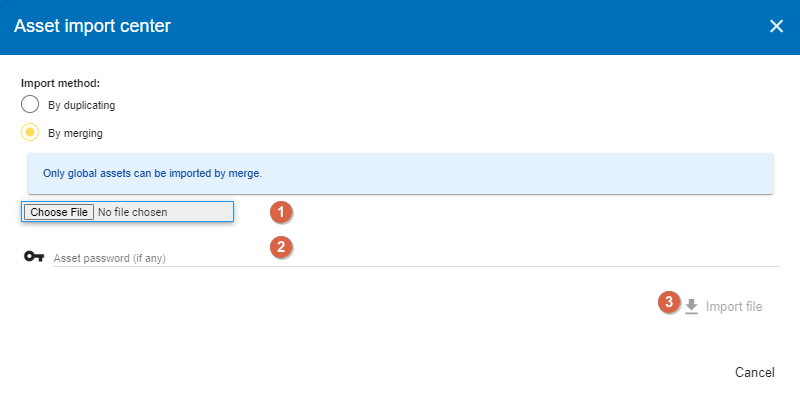 Asset import center
Import method:
By duplicating
By merging
Only global assets can be imported by merge.
Choose File No file chosen 1
Asset password (if any) 2
3 Import file
Cancel